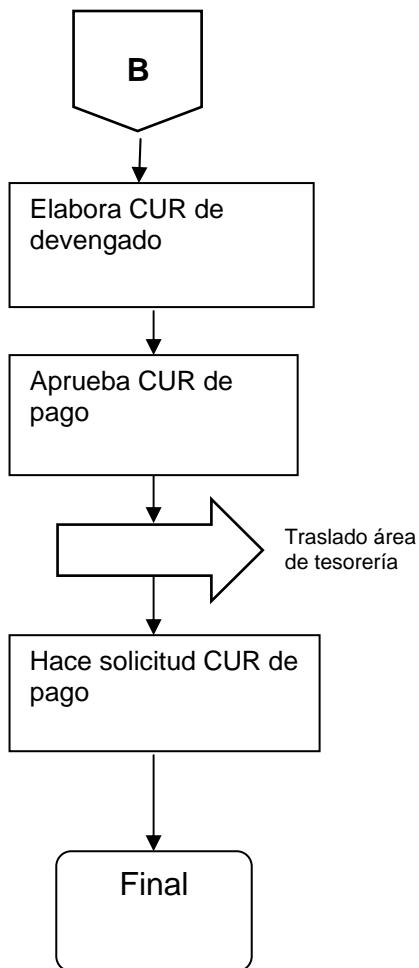 B
Elabora CUR de
devengado
Aprueba CUR de
pago
Traslado área
de tesorería
Hace solicitud CUR de
pago
Final